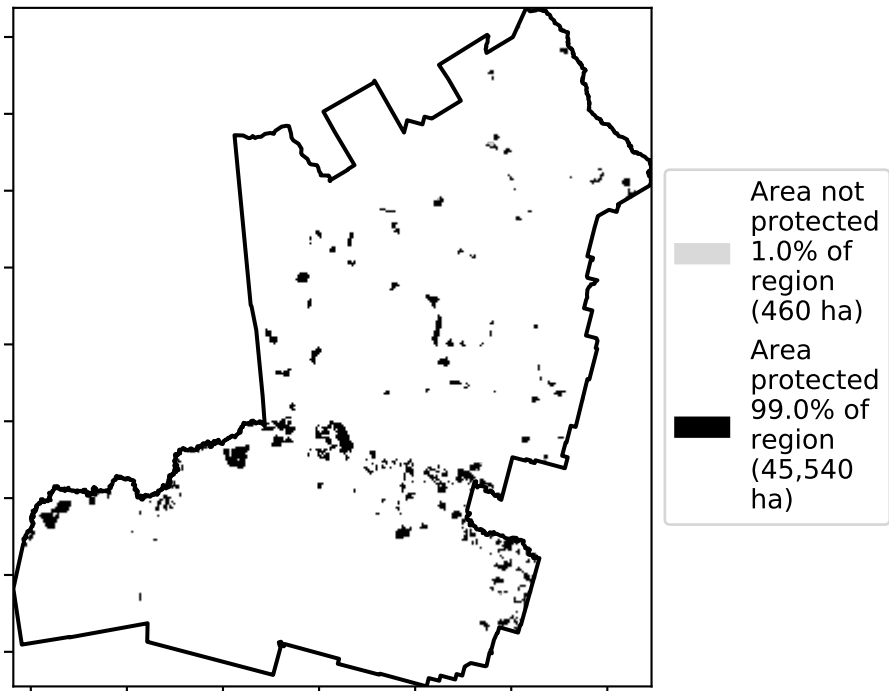 Area not
protected
1.0% of
region
(460 ha)
Area
protected
99.0% of
region
(45,540
ha)